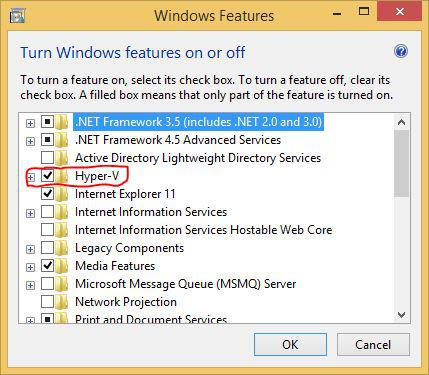 Windows Features
Turn Windows features on or off
To turn a feature on, select its check box. To turn a feature off, clear its
check box. A filled box means that only part of the feature is turned on.
.NET Framework 3.5 (includes .NET 2.0 and 3.0)
.NET Framework 4.5 Advanced Services
Active Directory Lightweight Directory Services
Hyper-V
Internet Explorer 11
Internet Information Services
Internet Information Services Hostable Web Core
Legacy Components
Media Features
Microsoft Message Queue (MSMQ) Server
Network Projection
Print and Document Services
OK
Cancel